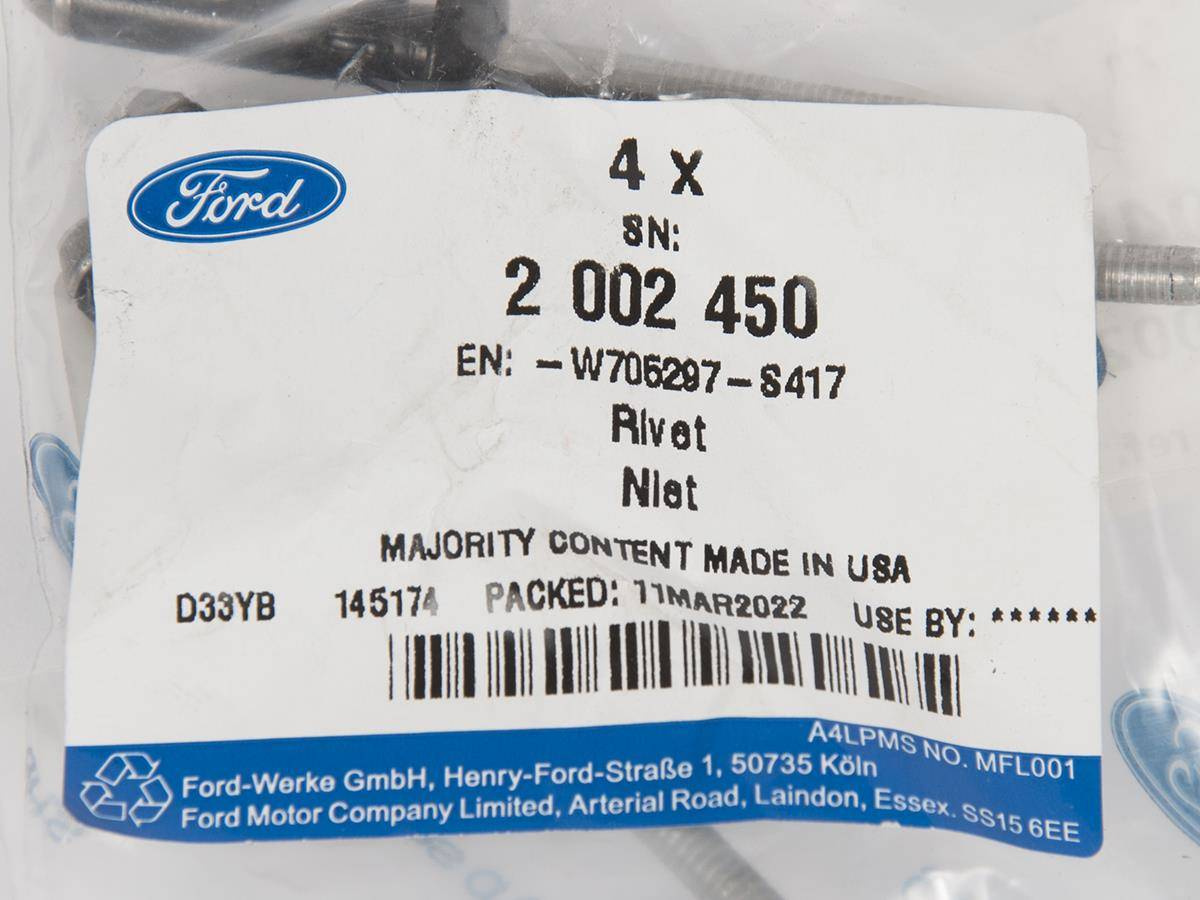 Ford
4 X
SN:
2 002 450
EN: -W706297-S417
Rivet
Niet
MAJORITY CONTENT MADE IN USA
D33YB 145174 PACKED: 11MAR2022 USE BY: ******
A4LPMS NO. MFL001
Ford-Werke GmbH, Henry-Ford-Straße 1, 50735 Köln
Ford Motor Company Limited, Arterial Road, Laindon, Essex. SS15 6EE